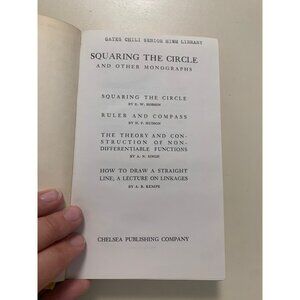 GATES CHILI SENIOR HIGH LIBRARY
SQUARING THE CIRCLE
AND OTHER MONOGRAPHS
SQUARING THE CIRCLE
BY E. W. HOBSON
RULER AND COMPASS
BY H. P. HUDSON
THE THEORY AND CON-
STRUCTION OF NON-
DIFFERENTIABLE FUNCTIONS
BY A. N. SINGH
HOW TO DRAW A STRAIGHT
LINE; A LECTURE ON LINKAGES
BY A. B. KEMPE
CHELSEA PUBLISHING COMPANY